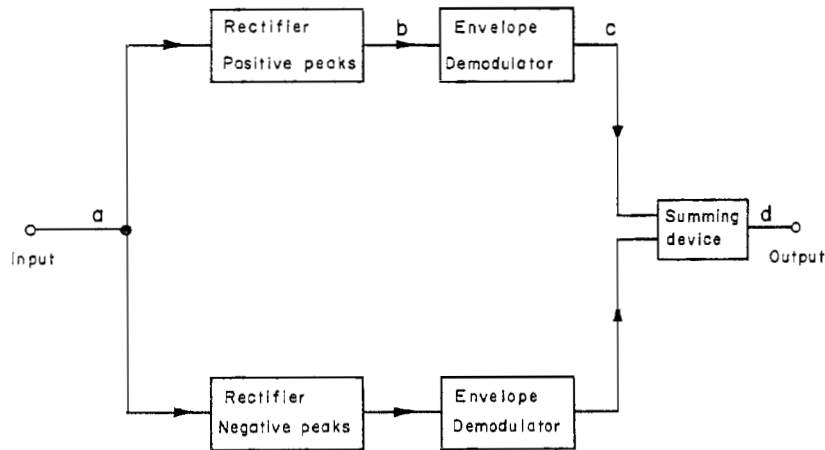 Rectifier
Positive peaks
b
Envelope
Demodulator
c
a
Input
Summing
device
d
Output
Rectifier
Negative peaks
Envelope
Demodulator